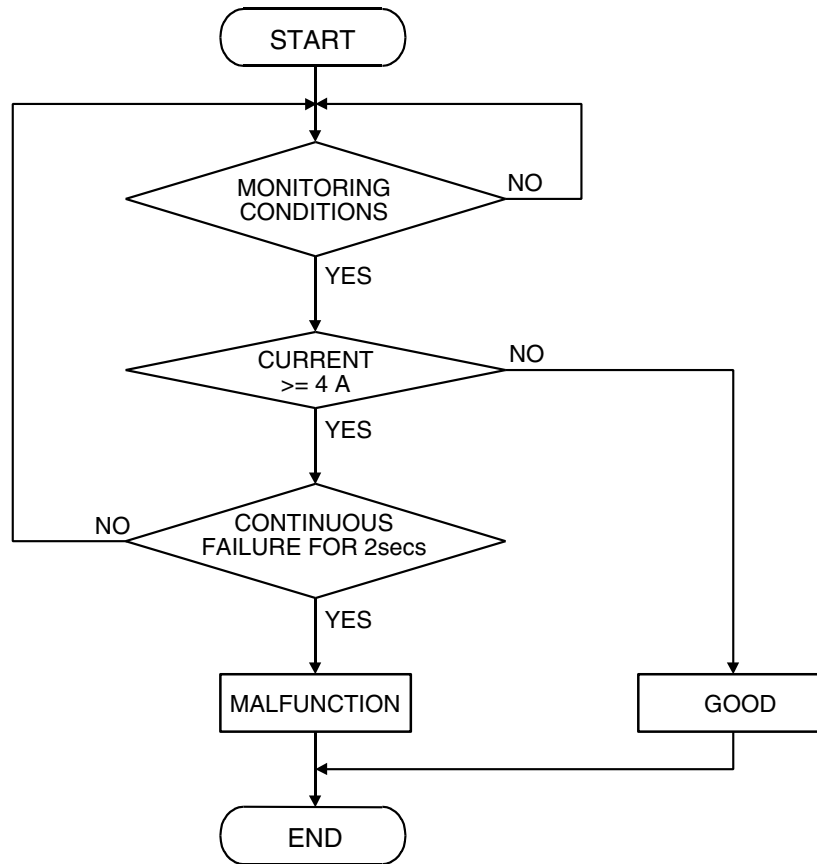 START
MONITORING
CONDITIONS
NO
YES
CURRENT
>= 4 A
NO
YES
CONTINUOUS
FAILURE FOR 2secs
NO
YES
MALFUNCTION
GOOD
END